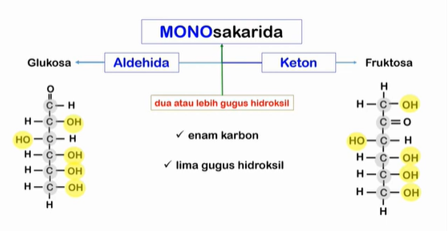 MONOsakarida
Glukosa
Aldehida
Keton
Fruktosa
dua atau lebih gugus hidroksil
✓ enam karbon
✓ lima gugus hidroksil
O
C – H
H – C – OH
HO – C – H
H – C – OH
H – C – OH
H – C – OH
H
H
H – C – OH
C = O
HO – C – H
H – C – OH
H – C – OH
H – C – OH
H